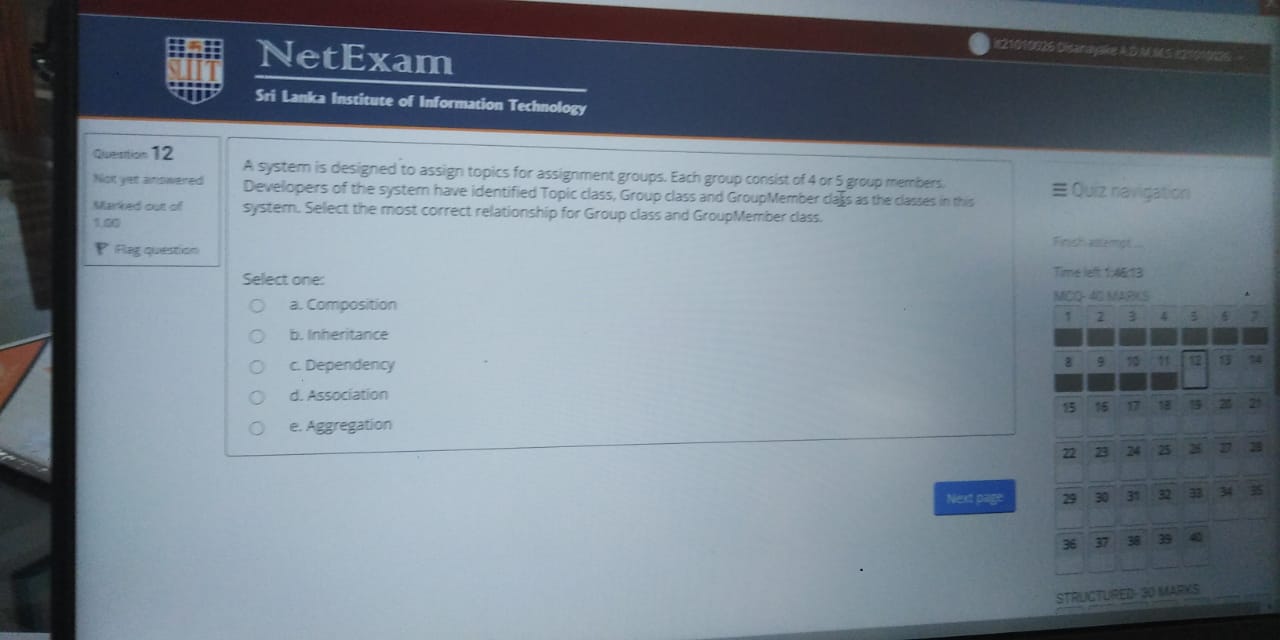 SLIIT
NetExam
Sri Lanka Institute of Information Technology
Question 12
Not yet answered
Marked out of
1.00
Flag question
A system is designed to assign topics for assignment groups. Each group consist of 4 or 5 group members.
Developers of the system have identified Topic class, Group class and GroupMember class as the classes in this
system. Select the most correct relationship for Group class and GroupMember class.
Select one:
a. Composition
b. Inheritance
c. Dependency
d. Association
e. Aggregation
Next page
Quiz navigation
Finish attempt ...
Time left 1:46:13
MCQ- 40 MARKS
1 2 3 4 5 6 7
8 9 10 11 12 13 14
15 16 17 18 19 20 21
22 23 24 25 26 27 28
29 30 31 32 33 34 35
36 37 38 39 40
STRUCTURED- 30 MARKS